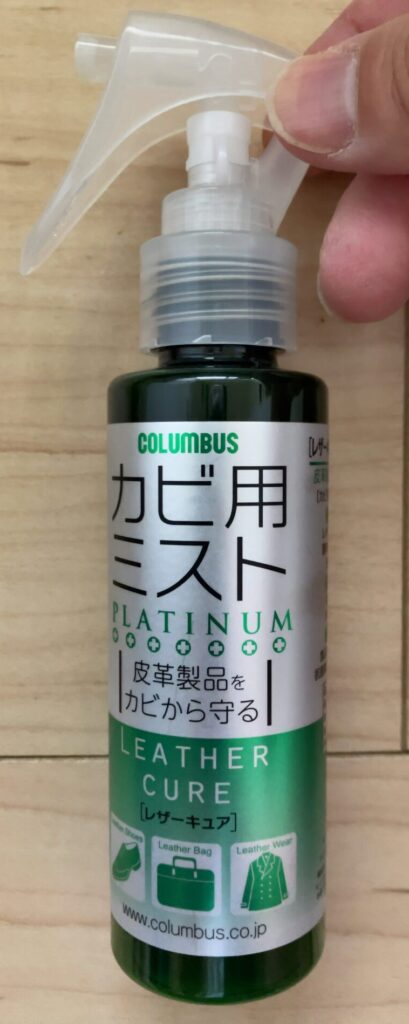 COLUMBUS
カビ用
ミスト
PLATINUM
皮革製品を
カビから守る
LEATHER
CURE
[レザーキュア]
Shoes
Leather Bag
Leather Wear
www.columbus.co.jp